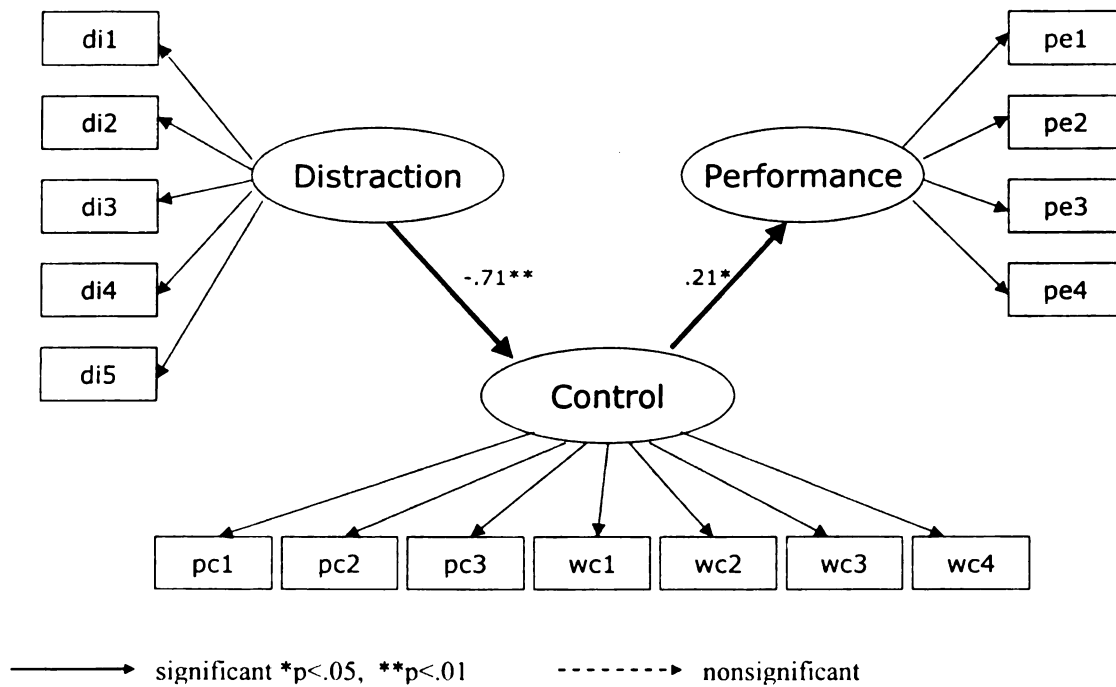 di1
di2
di3
di4
di5
Distraction
Performance
pe1
pe2
pe3
pe4
-.71**
.21*
Control
pc1 pc2 pc3 wc1 wc2 wc3 wc4
significant *p<.05, **p<.01 nonsignificant